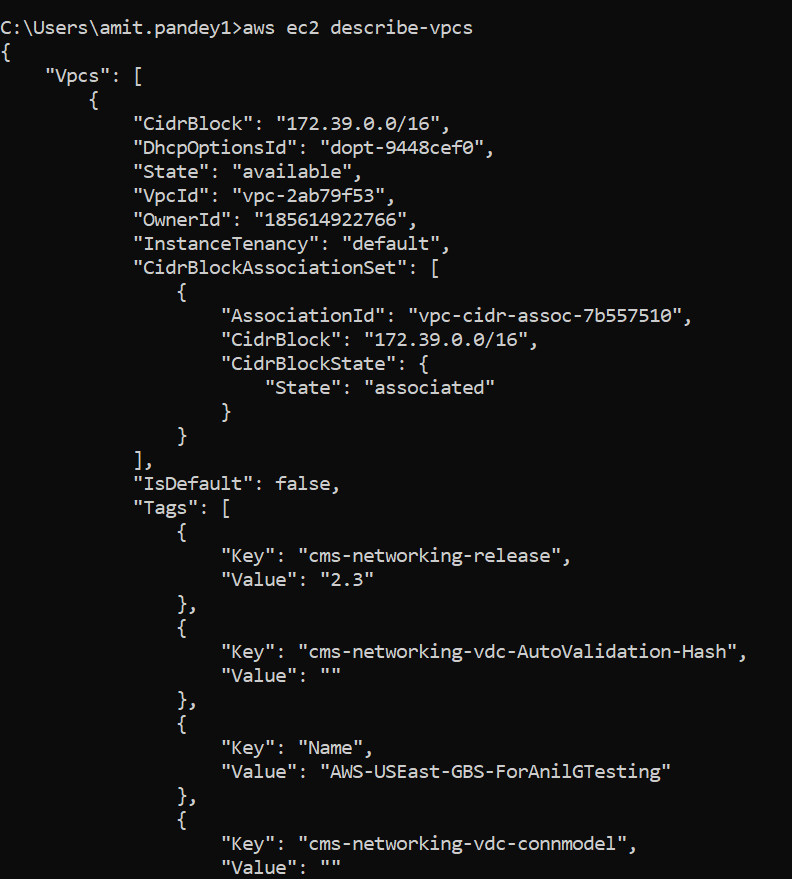 C:\Users\amit.pandey1>aws ec2 describe-vpcs
{
    "Vpcs": [
        {
            "CidrBlock": "172.39.0.0/16",
            "DhcpOptionsId": "dopt-9448cef0",
            "State": "available",
            "VpcId": "vpc-2ab79f53",
            "OwnerId": "185614922766",
            "InstanceTenancy": "default",
            "CidrBlockAssociationSet": [
                {
                    "AssociationId": "vpc-cidr-assoc-7b557510",
                    "CidrBlock": "172.39.0.0/16",
                    "CidrBlockState": {
                        "State": "associated"
                    }
                }
            ],
            "IsDefault": false,
            "Tags": [
                {
                    "Key": "cms-networking-release",
                    "Value": "2.3"
                },
                {
                    "Key": "cms-networking-vdc-AutoValidation-Hash",
                    "Value": ""
                },
                {
                    "Key": "Name",
                    "Value": "AWS-USEast-GBS-ForAnilGTesting"
                },
                {
                    "Key": "cms-networking-vdc-connmodel",
                    "Value": ""